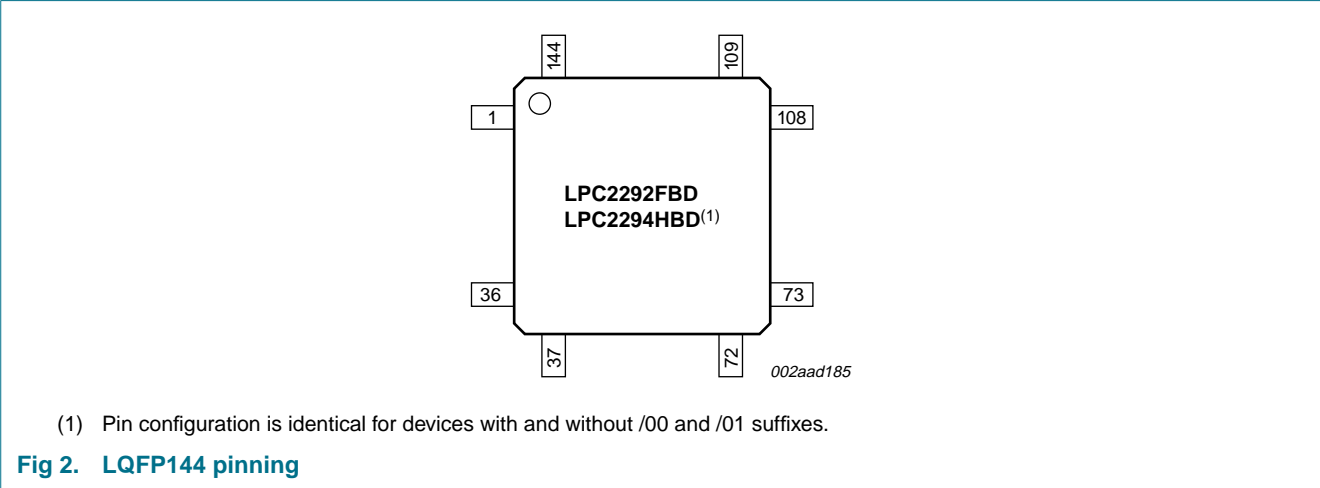 144
109
1
108
LPC2292FBD
LPC2294HBD(1)
36
73
37
72
002aad185
(1) Pin configuration is identical for devices with and without /00 and /01 suffixes.
Fig 2. LQFP144 pinning